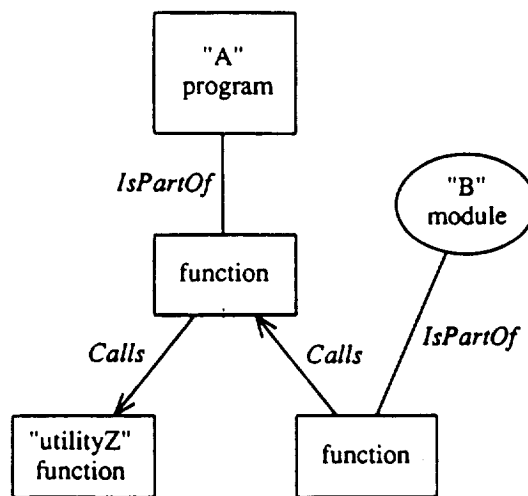 "A"
program
IsPartOf
"B"
module
function
Calls
Calls
IsPartOf
"utilityZ"
function
function